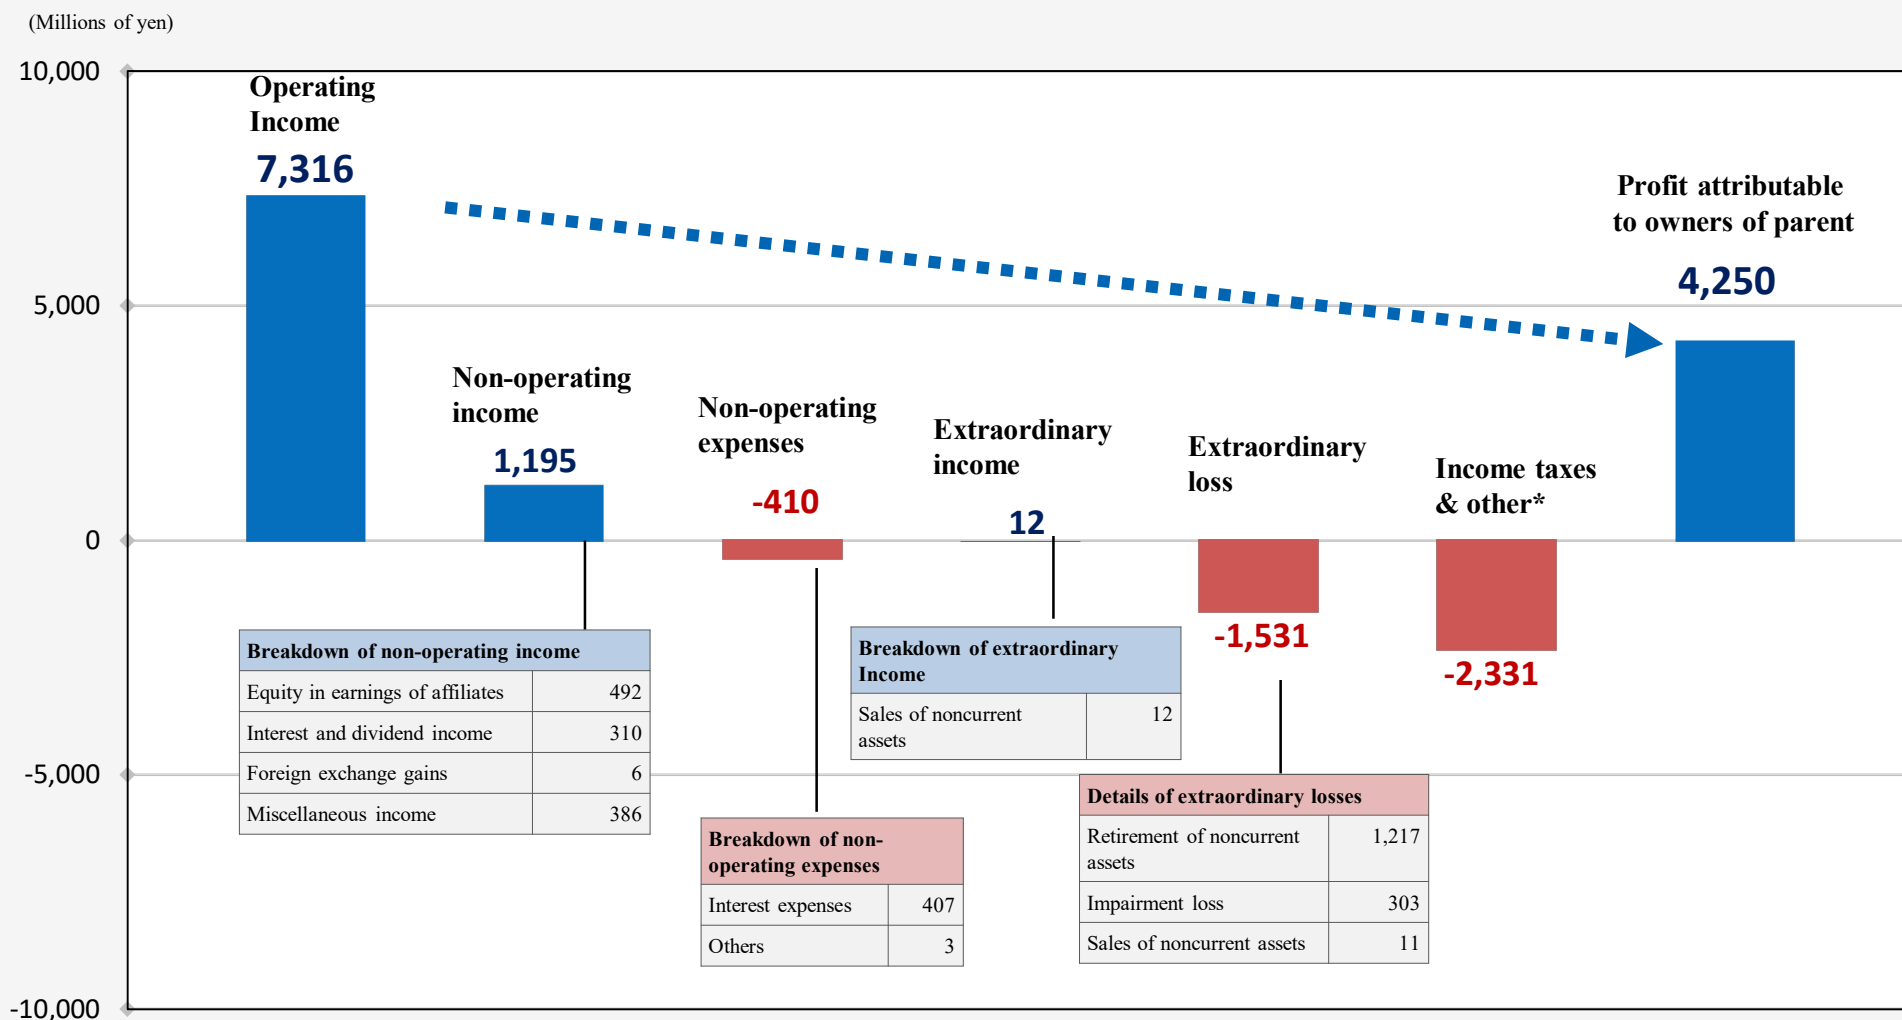 (Millions of yen)
10,000
5,000
0
-5,000
-10,000
Operating
Income
7,316
Non-operating
income
1,195
Non-operating
expenses
-410
Extraordinary
income
12
Extraordinary
loss
-1,531
Income taxes
& other*
-2,331
Profit attributable
to owners of parent
4,250
Breakdown of non-operating income
Equity in earnings of affiliates 492
Interest and dividend income 310
Foreign exchange gains 6
Miscellaneous income 386
Breakdown of non-
operating expenses
Interest expenses 407
Others 3
Breakdown of extraordinary
Income
Sales of noncurrent 12
assets
Details of extraordinary losses
Retirement of noncurrent 1,217
assets
Impairment loss 303
Sales of noncurrent assets 11